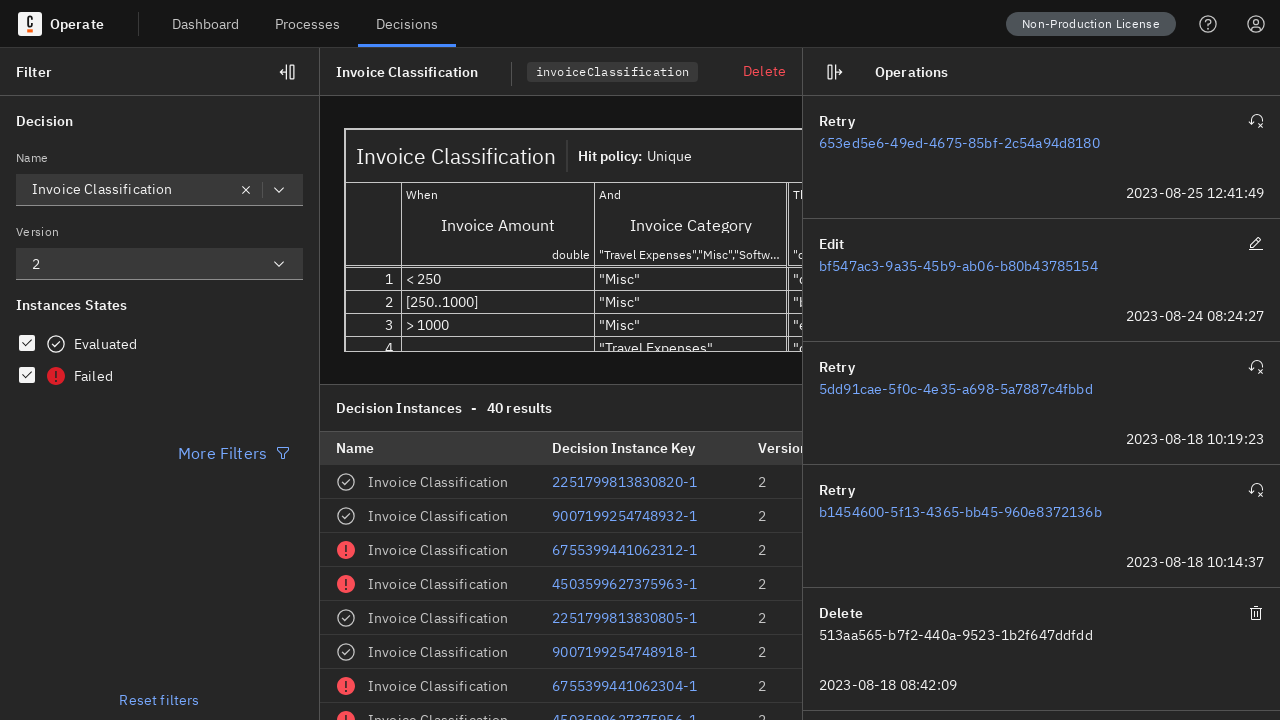 Operate
Dashboard
Processes
Decisions
Non-Production License
Filter
Decision
Name
Invoice Classification
Version
2
Instances States
Evaluated
Failed
More Filters
Reset filters
Invoice Classification
invoiceClassification
Delete
Invoice Classification
Hit policy: Unique
When
And
Invoice Amount
Invoice Category
double
"Travel Expenses","Misc","Softw...
1 < 250 "Misc"
2 [250..1000] "Misc"
3 > 1000 "Misc"
4 "Travel Expenses"
Decision Instances - 40 results
Name Decision Instance Key Version
Invoice Classification 2251799813830820-1 2
Invoice Classification 9007199254748932-1 2
Invoice Classification 6755399441062312-1 2
Invoice Classification 4503599627375963-1 2
Invoice Classification 2251799813830805-1 2
Invoice Classification 9007199254748918-1 2
Invoice Classification 6755399441062304-1 2
Invoice Classification 4503599627375956-1 2
Operations
Retry
653ed5e6-49ed-4675-85bf-2c54a94d8180
2023-08-25 12:41:49
Edit
bf547ac3-9a35-45b9-ab06-b80b43785154
2023-08-24 08:24:27
Retry
5dd91cae-5f0c-4e35-a698-5a7887c4fbbd
2023-08-18 10:19:23
Retry
b1454600-5f13-4365-bb45-960e8372136b
2023-08-18 10:14:37
Delete
513aa565-b7f2-440a-9523-1b2f647ddfdd
2023-08-18 08:42:09